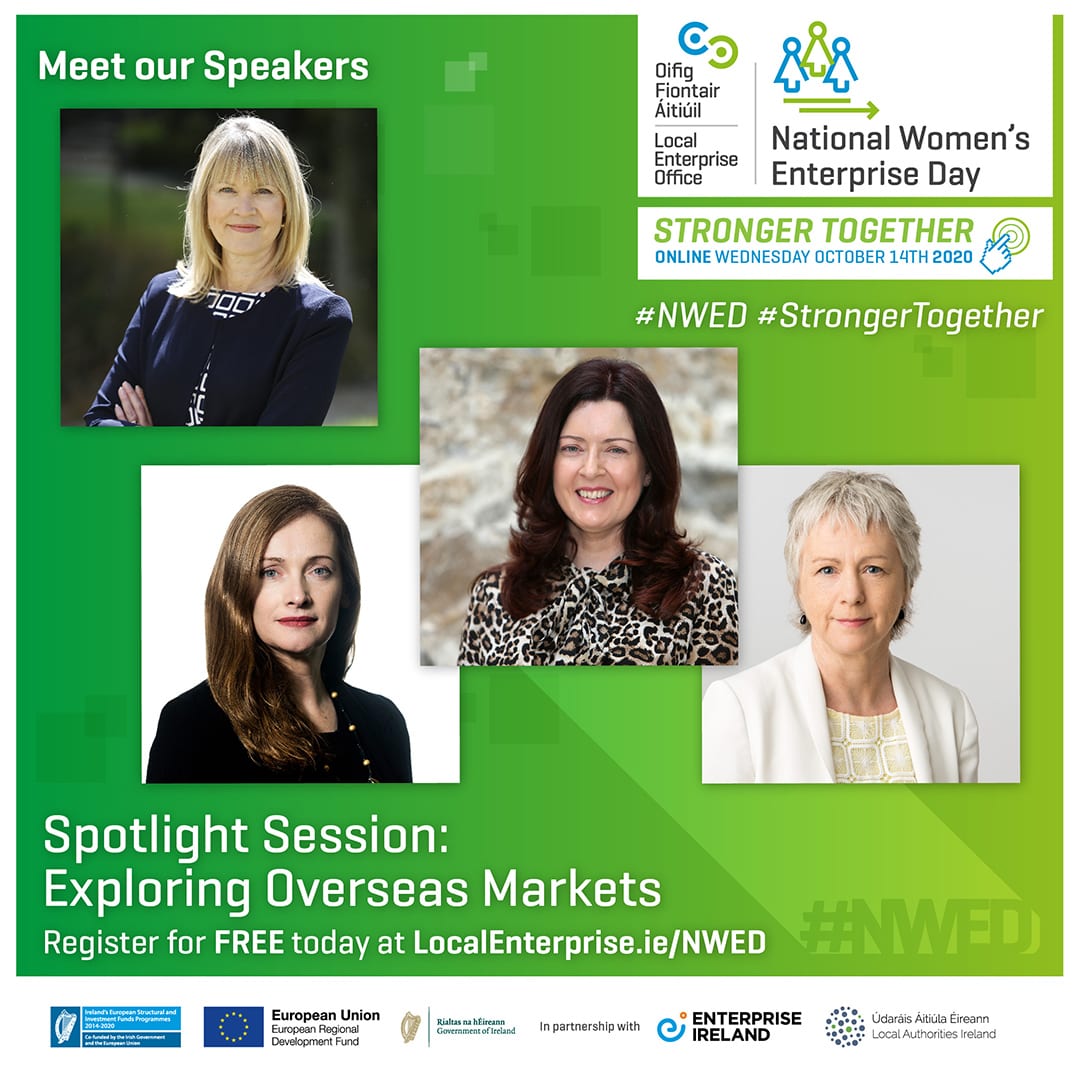 Meet our Speakers
Oifig
Fiontair
Áitiúil
Local
Enterprise
Office
National Women's
Enterprise Day
STRONGER TOGETHER
ONLINE WEDNESDAY OCTOBER 14TH 2020
#NWED #StrongerTogether
Spotlight Session:
Exploring Overseas Markets
Register for FREE today at LocalEnterprise.ie/NWED
#NWED
Ireland's European Structural and
Investment Funds Programmes
2014-2020
Co-funded by the Irish Government
and the European Union
European Union
European Regional
Development Fund
Rialtas na hÉireann
Government of Ireland
In partnership with
ENTERPRISE
IRELAND
Údaráis Áitiúla Éireann
Local Authorities Ireland